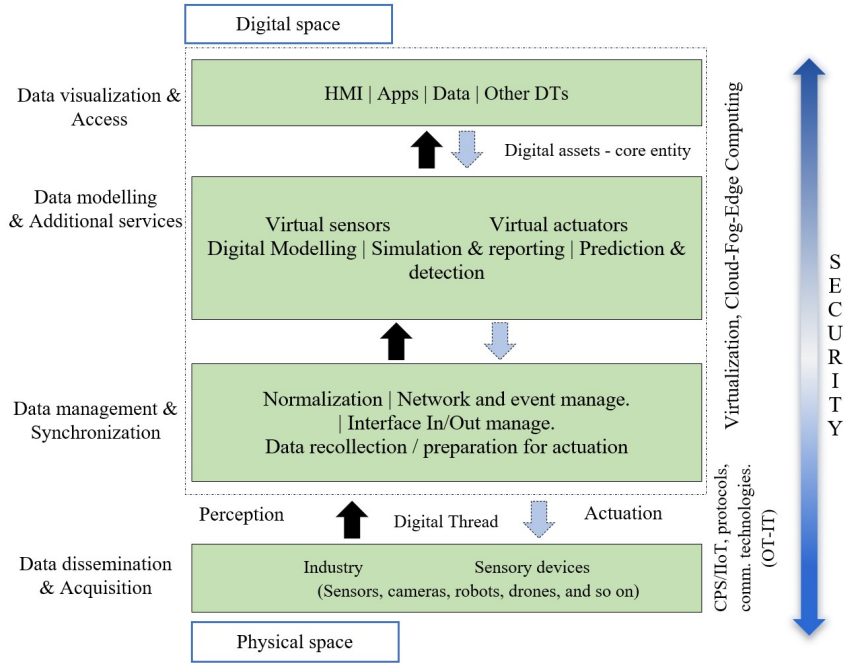 Digital space
Data visualization &
Access
HMI | Apps | Data | Other DTs
Digital assets - core entity
Data modelling
& Additional services
Virtual sensors Virtual actuators
Digital Modelling | Simulation & reporting | Prediction &
detection
Data management &
Synchronization
Normalization | Network and event manage.
| Interface In/Out manage.
Data recollection / preparation for actuation
Perception
Digital Thread
Actuation
Data dissemination
& Acquisition
Industry Sensory devices
(Sensors, cameras, robots, drones, and so on)
Physical space
Virtualization, Cloud-Fog-Edge Computing
CPS/IIoT, protocols,
comm. technologies.
(OT-IT)
SECURITY